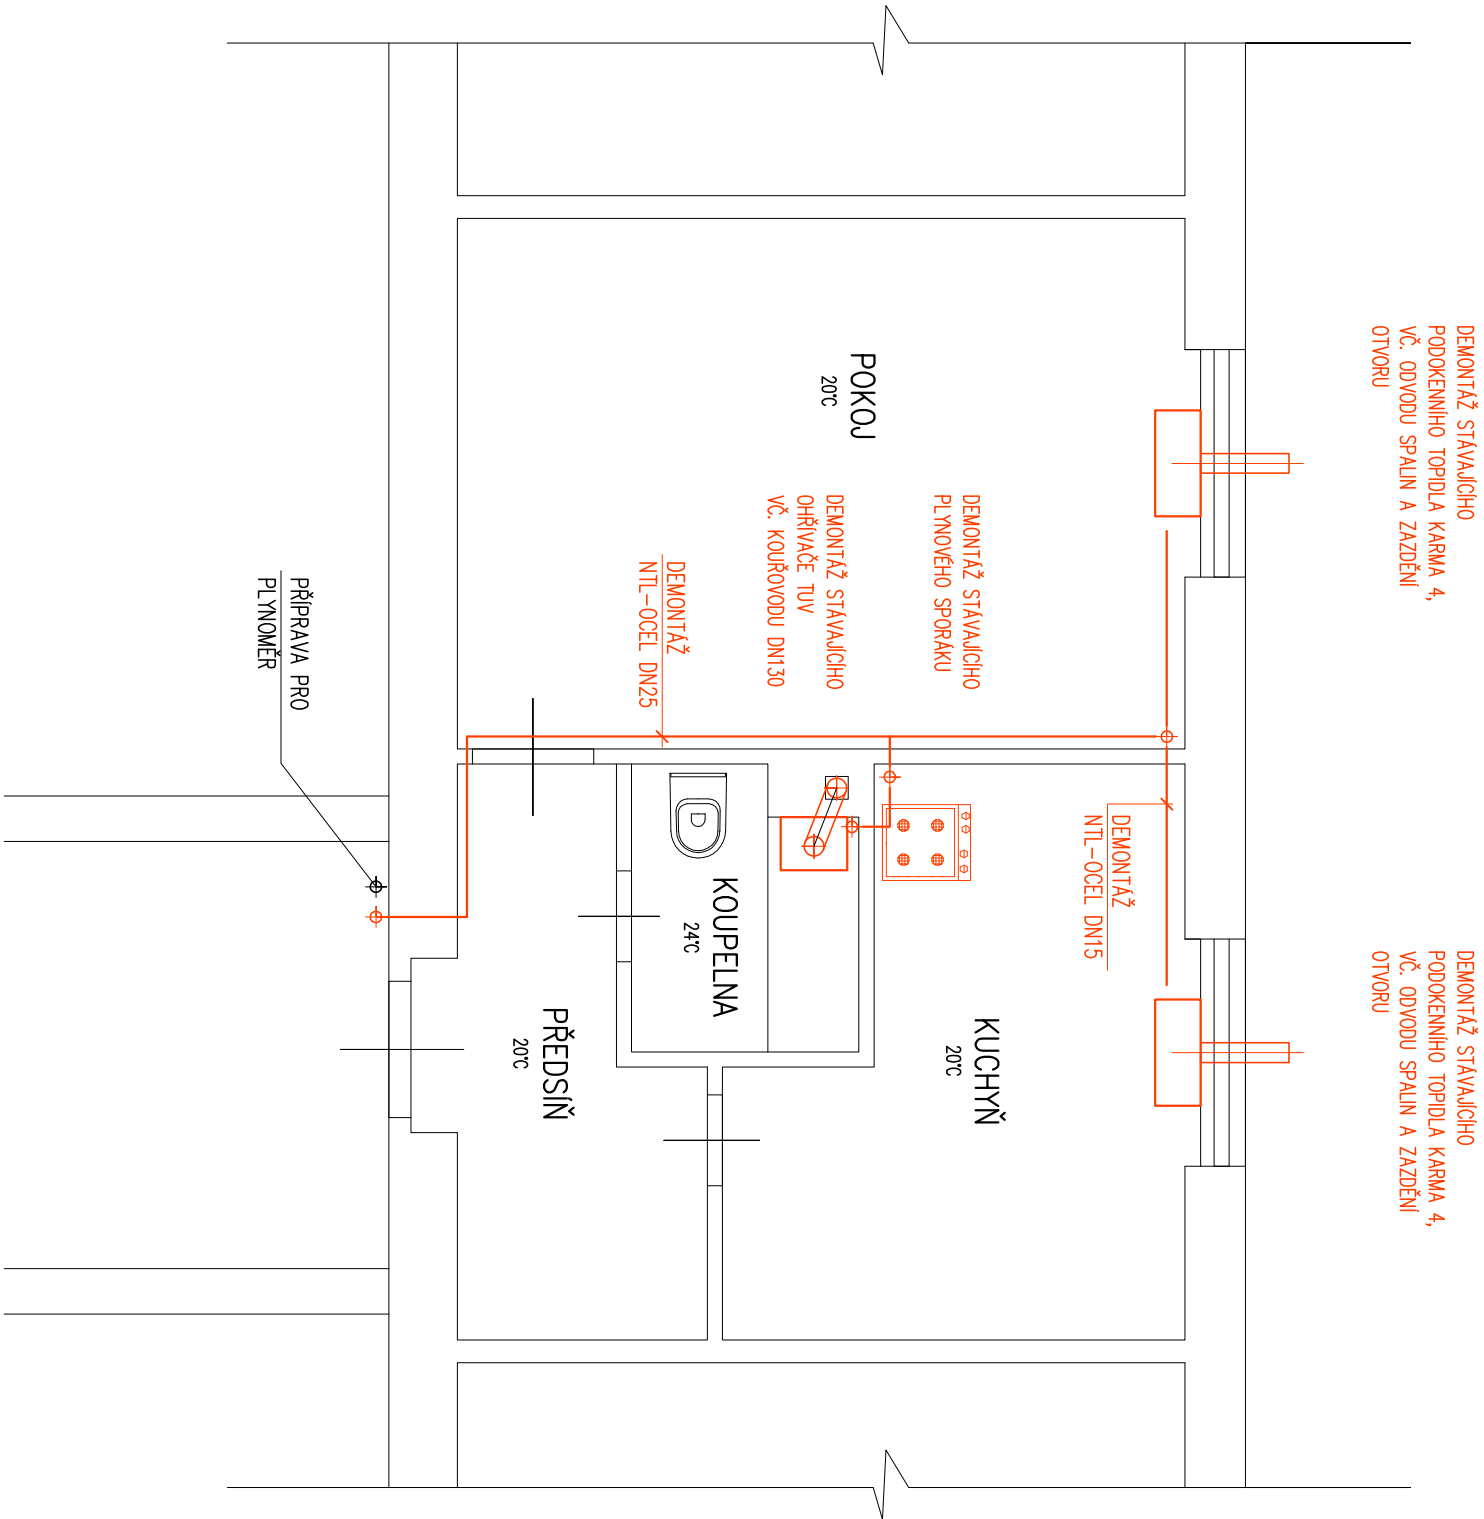 DEMONTÁŽ STÁVAJÍCÍHO
PODOKENNÍHO TOPIDLA KARMA 4,
VČ. ODVODU SPALIN A ZAZDĚNÍ
OTVORU
DEMONTÁŽ STÁVAJÍCÍHO
PODOKENNÍHO TOPIDLA KARMA 4,
VČ. ODVODU SPALIN A ZAZDĚNÍ
OTVORU
DEMONTÁŽ
NTL-OCEL DN15
DEMONTÁŽ STÁVAJÍCÍHO
PLYNOVÉHO SPORÁKU
KUCHYŇ
20°C
POKOJ
20°C
DEMONTÁŽ STÁVAJÍCÍHO
OHŘÍVAČE TUV
VČ. KOUŘOVODU DN130
KOUPELNA
24°C
DEMONTÁŽ
NTL-OCEL DN25
PŘEDSÍŇ
20°C
PŘÍPRAVA PRO
PLYNOMĚR